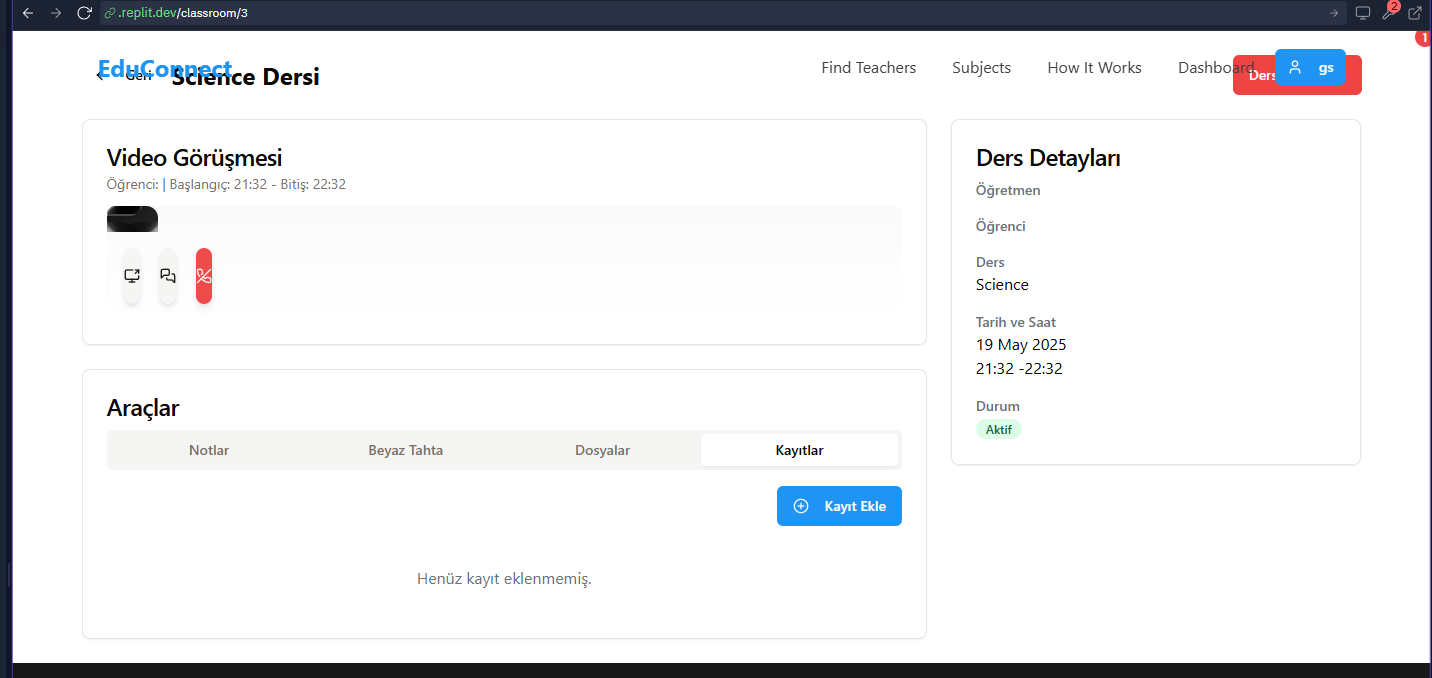 .replit.dev/classroom/3
2
1
EduConnect
Geri
Science Dersi
Find Teachers
Subjects
How It Works
Dashboard
Ders
gs
Video Görüşmesi
Öğrenci: | Başlangıç: 21:32 - Bitiş: 22:32
Araçlar
Notlar
Beyaz Tahta
Dosyalar
Kayıtlar
Kayıt Ekle
Henüz kayıt eklenmemiş.
Ders Detayları
Öğretmen
Öğrenci
Ders
Science
Tarih ve Saat
19 May 2025
21:32 -22:32
Durum
Aktif